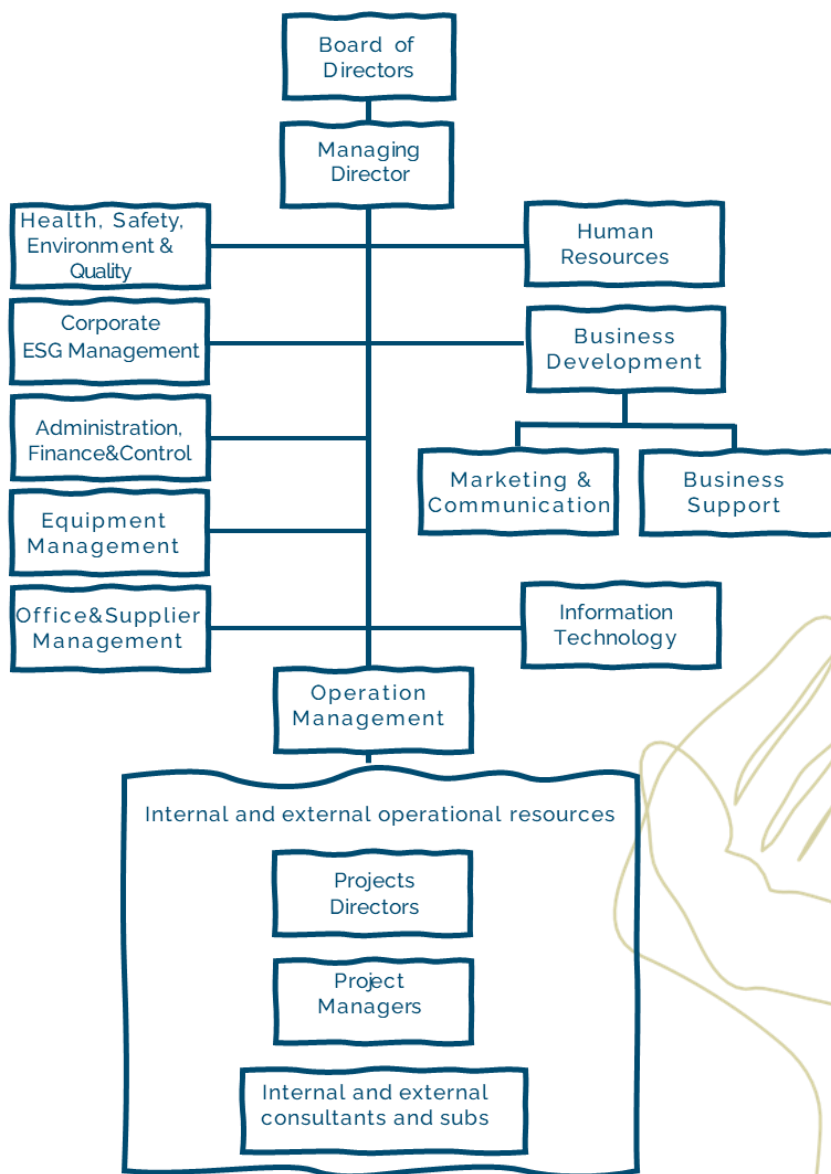 Board of
Directors
Managing
Director
Health, Safety,
Environment &
Quality
Human
Resources
Corporate
ESG Management
Business
Development
Administration,
Finance&Control
Marketing &
Communication
Business
Support
Equipment
Management
Office&Supplier
Management
Information
Technology
Operation
Management
Internal and external operational resources
Projects
Directors
Project
Managers
Internal and external
consultants and subs